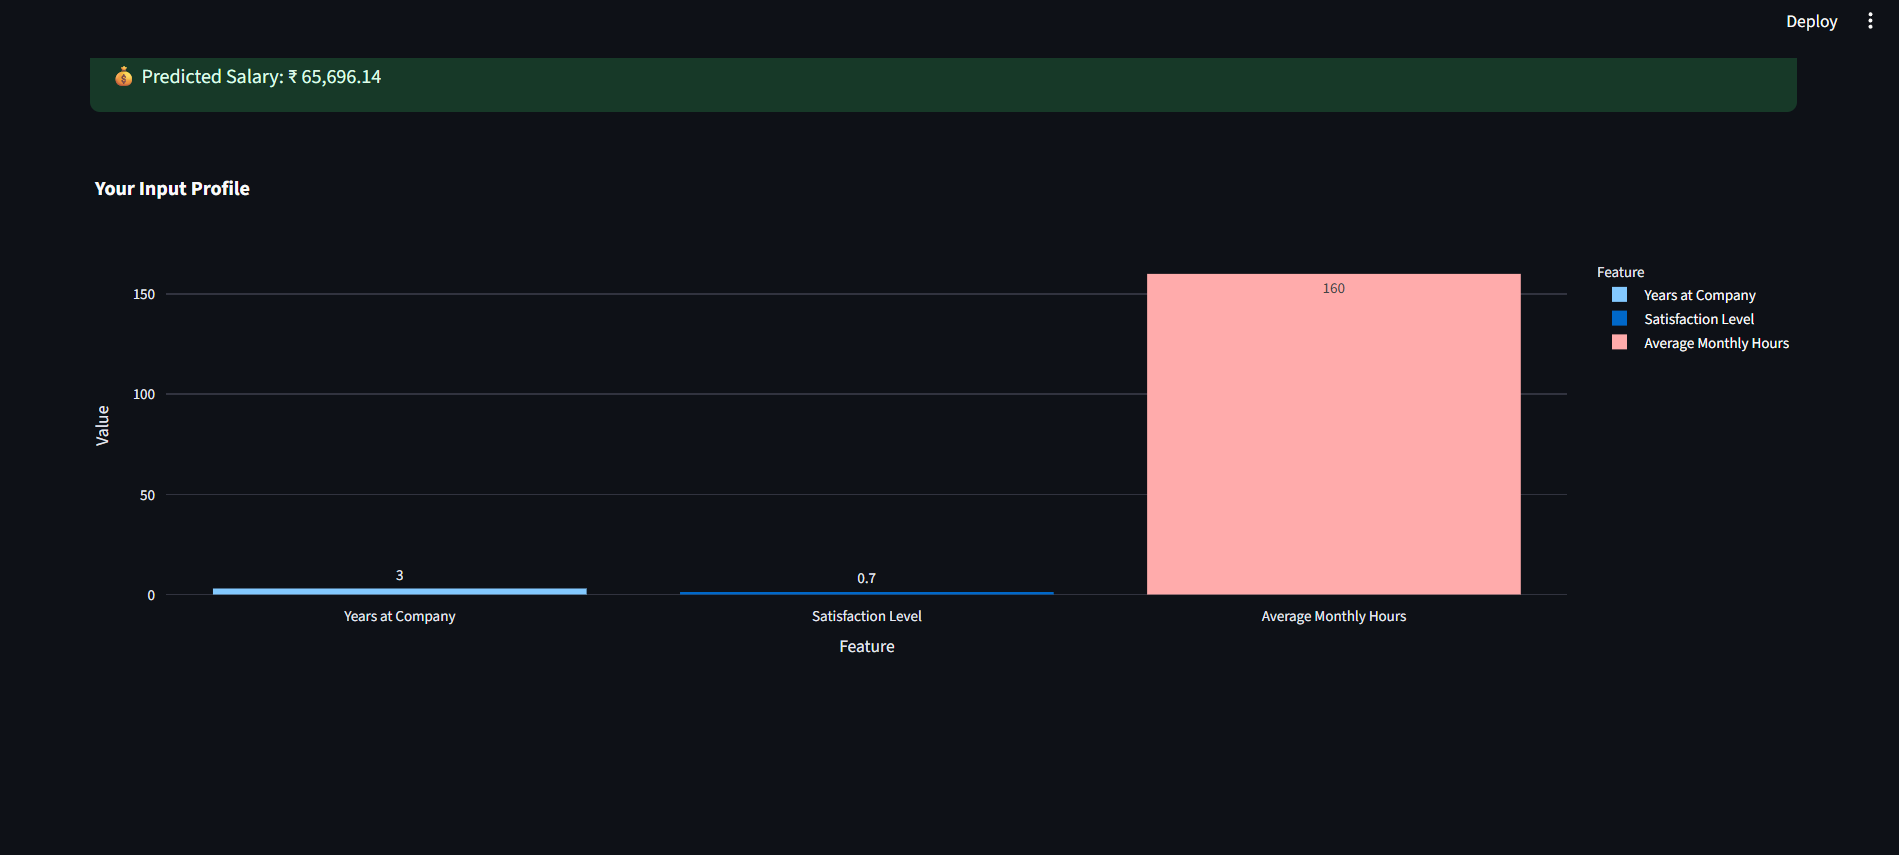 Deploy
💰 Predicted Salary: ₹ 65,696.14
Your Input Profile
Feature
Years at Company
Satisfaction Level
Average Monthly Hours
Value
150
100
50
0
3
0.7
160
Years at Company
Satisfaction Level
Average Monthly Hours
Feature